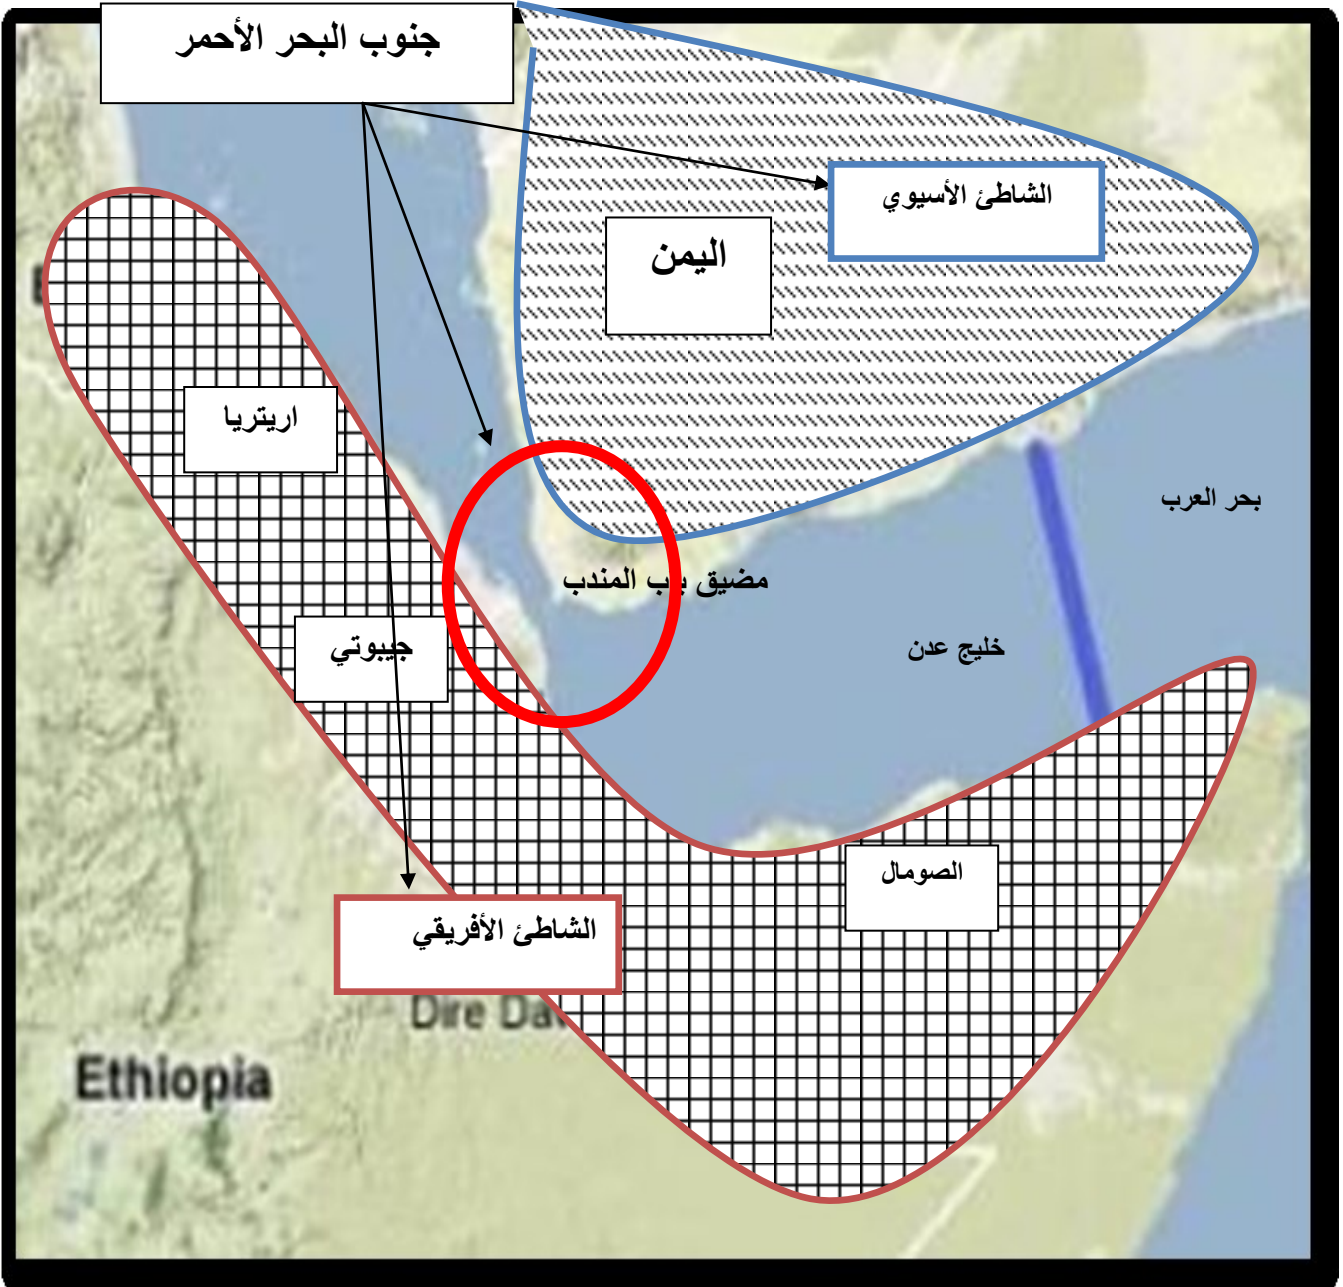 جنوب البحر الأحمر
الشاطئ الأسيوي
اليمن
اريتريا
بحر العرب
مضيق باب المندب
جيبوتي
خليج عدن
الصومال
الشاطئ الأفريقي
Dire
Ethiopia